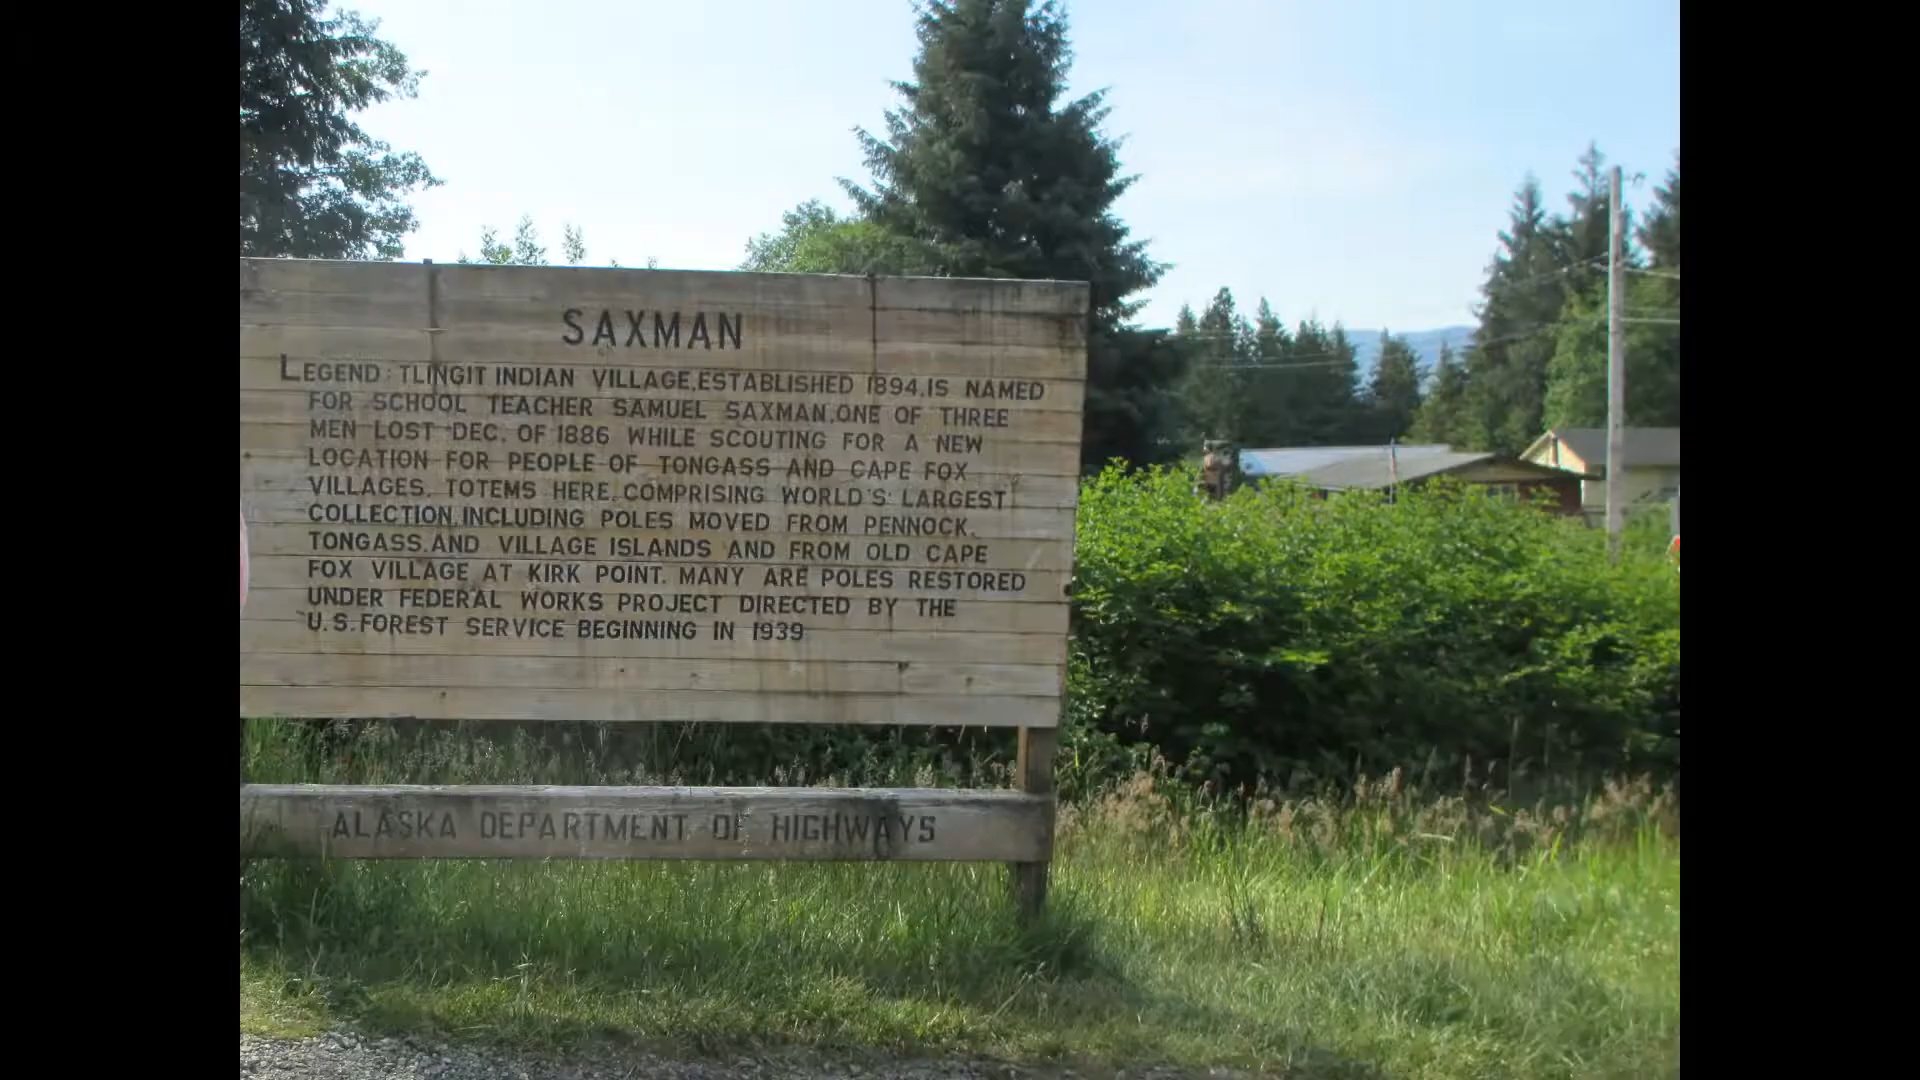 SAXMAN
LEGEND: TLINGIT INDIAN VILLAGE, ESTABLISHED 1894, IS NAMED
FOR SCHOOL TEACHER SAMUEL SAXMAN, ONE OF THREE
MEN LOST DEC. OF 1886 WHILE SCOUTING FOR A NEW
LOCATION FOR PEOPLE OF TONGASS AND CAPE FOX
VILLAGES. TOTEMS HERE, COMPRISING WORLD'S LARGEST
COLLECTION, INCLUDING POLES MOVED FROM PENNOCK,
TONGASS, AND VILLAGE ISLANDS AND FROM OLD CAPE
FOX VILLAGE AT KIRK POINT. MANY ARE POLES RESTORED
UNDER FEDERAL WORKS PROJECT DIRECTED BY THE
U.S. FOREST SERVICE BEGINNING IN 1939
ALASKA DEPARTMENT OF HIGHWAYS